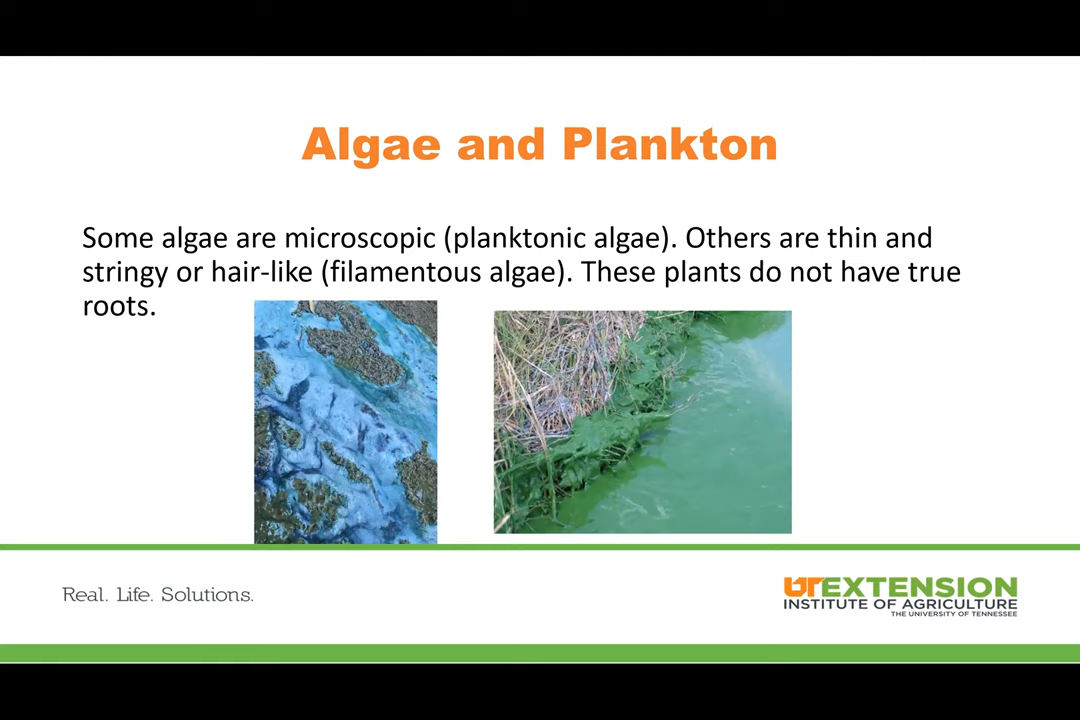 Algae and Plankton
Some algae are microscopic (planktonic algae). Others are thin and
stringy or hair-like (filamentous algae). These plants do not have true
roots.
Real. Life. Solutions.
UTEXTENSION
INSTITUTE OF AGRICULTURE
THE UNIVERSITY OF TENNESSEE